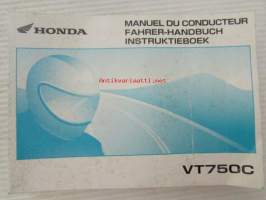 HONDA
MANUEL DU CONDUCTEUR
FAHRER-HANDBUCH
INSTRUKTIEBOEK
Antikvariaatti.net
VT750C